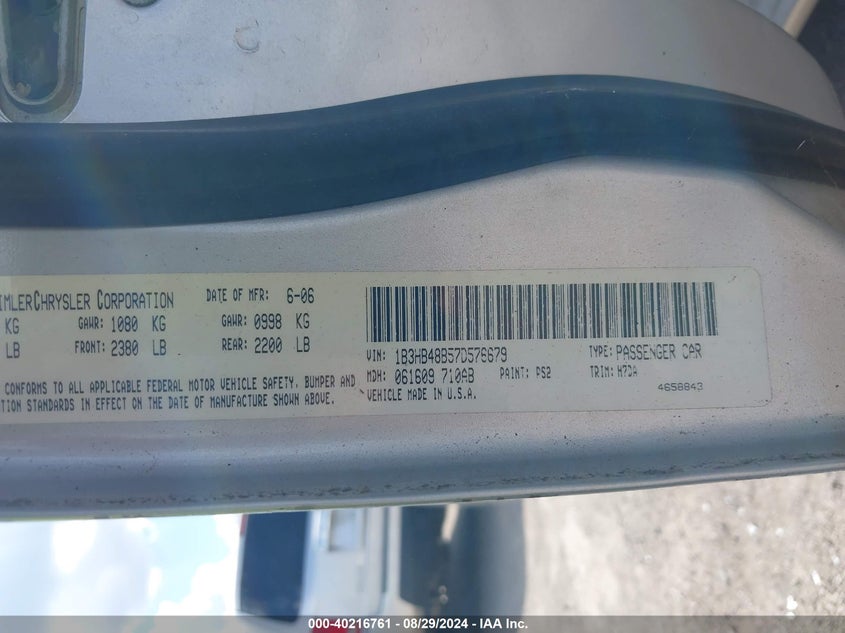 IMLERCHRYSLER CORPORATION DATE OF MFR: 6-06
KG GAWR: 1080 KG GAWR: 0998 KG
LB FRONT: 2380 LB REAR: 2200 LB
CONFORMS TO ALL APPLICABLE FEDERAL MOTOR VEHICLE SAFETY, BUMPER AND
TION STANDARDS IN EFFECT ON THE DATE OF MANUFACTURE SHOWN ABOVE.
VIN: 1B3HB48B57D576679 TYPE: PASSENGER CAR
MDH: 061609 710AB PAINT: PS2 TRIM: H7DA
VEHICLE MADE IN U.S.A. 4658843
000-40216761 - 08/29/2024 - IAA Inc.